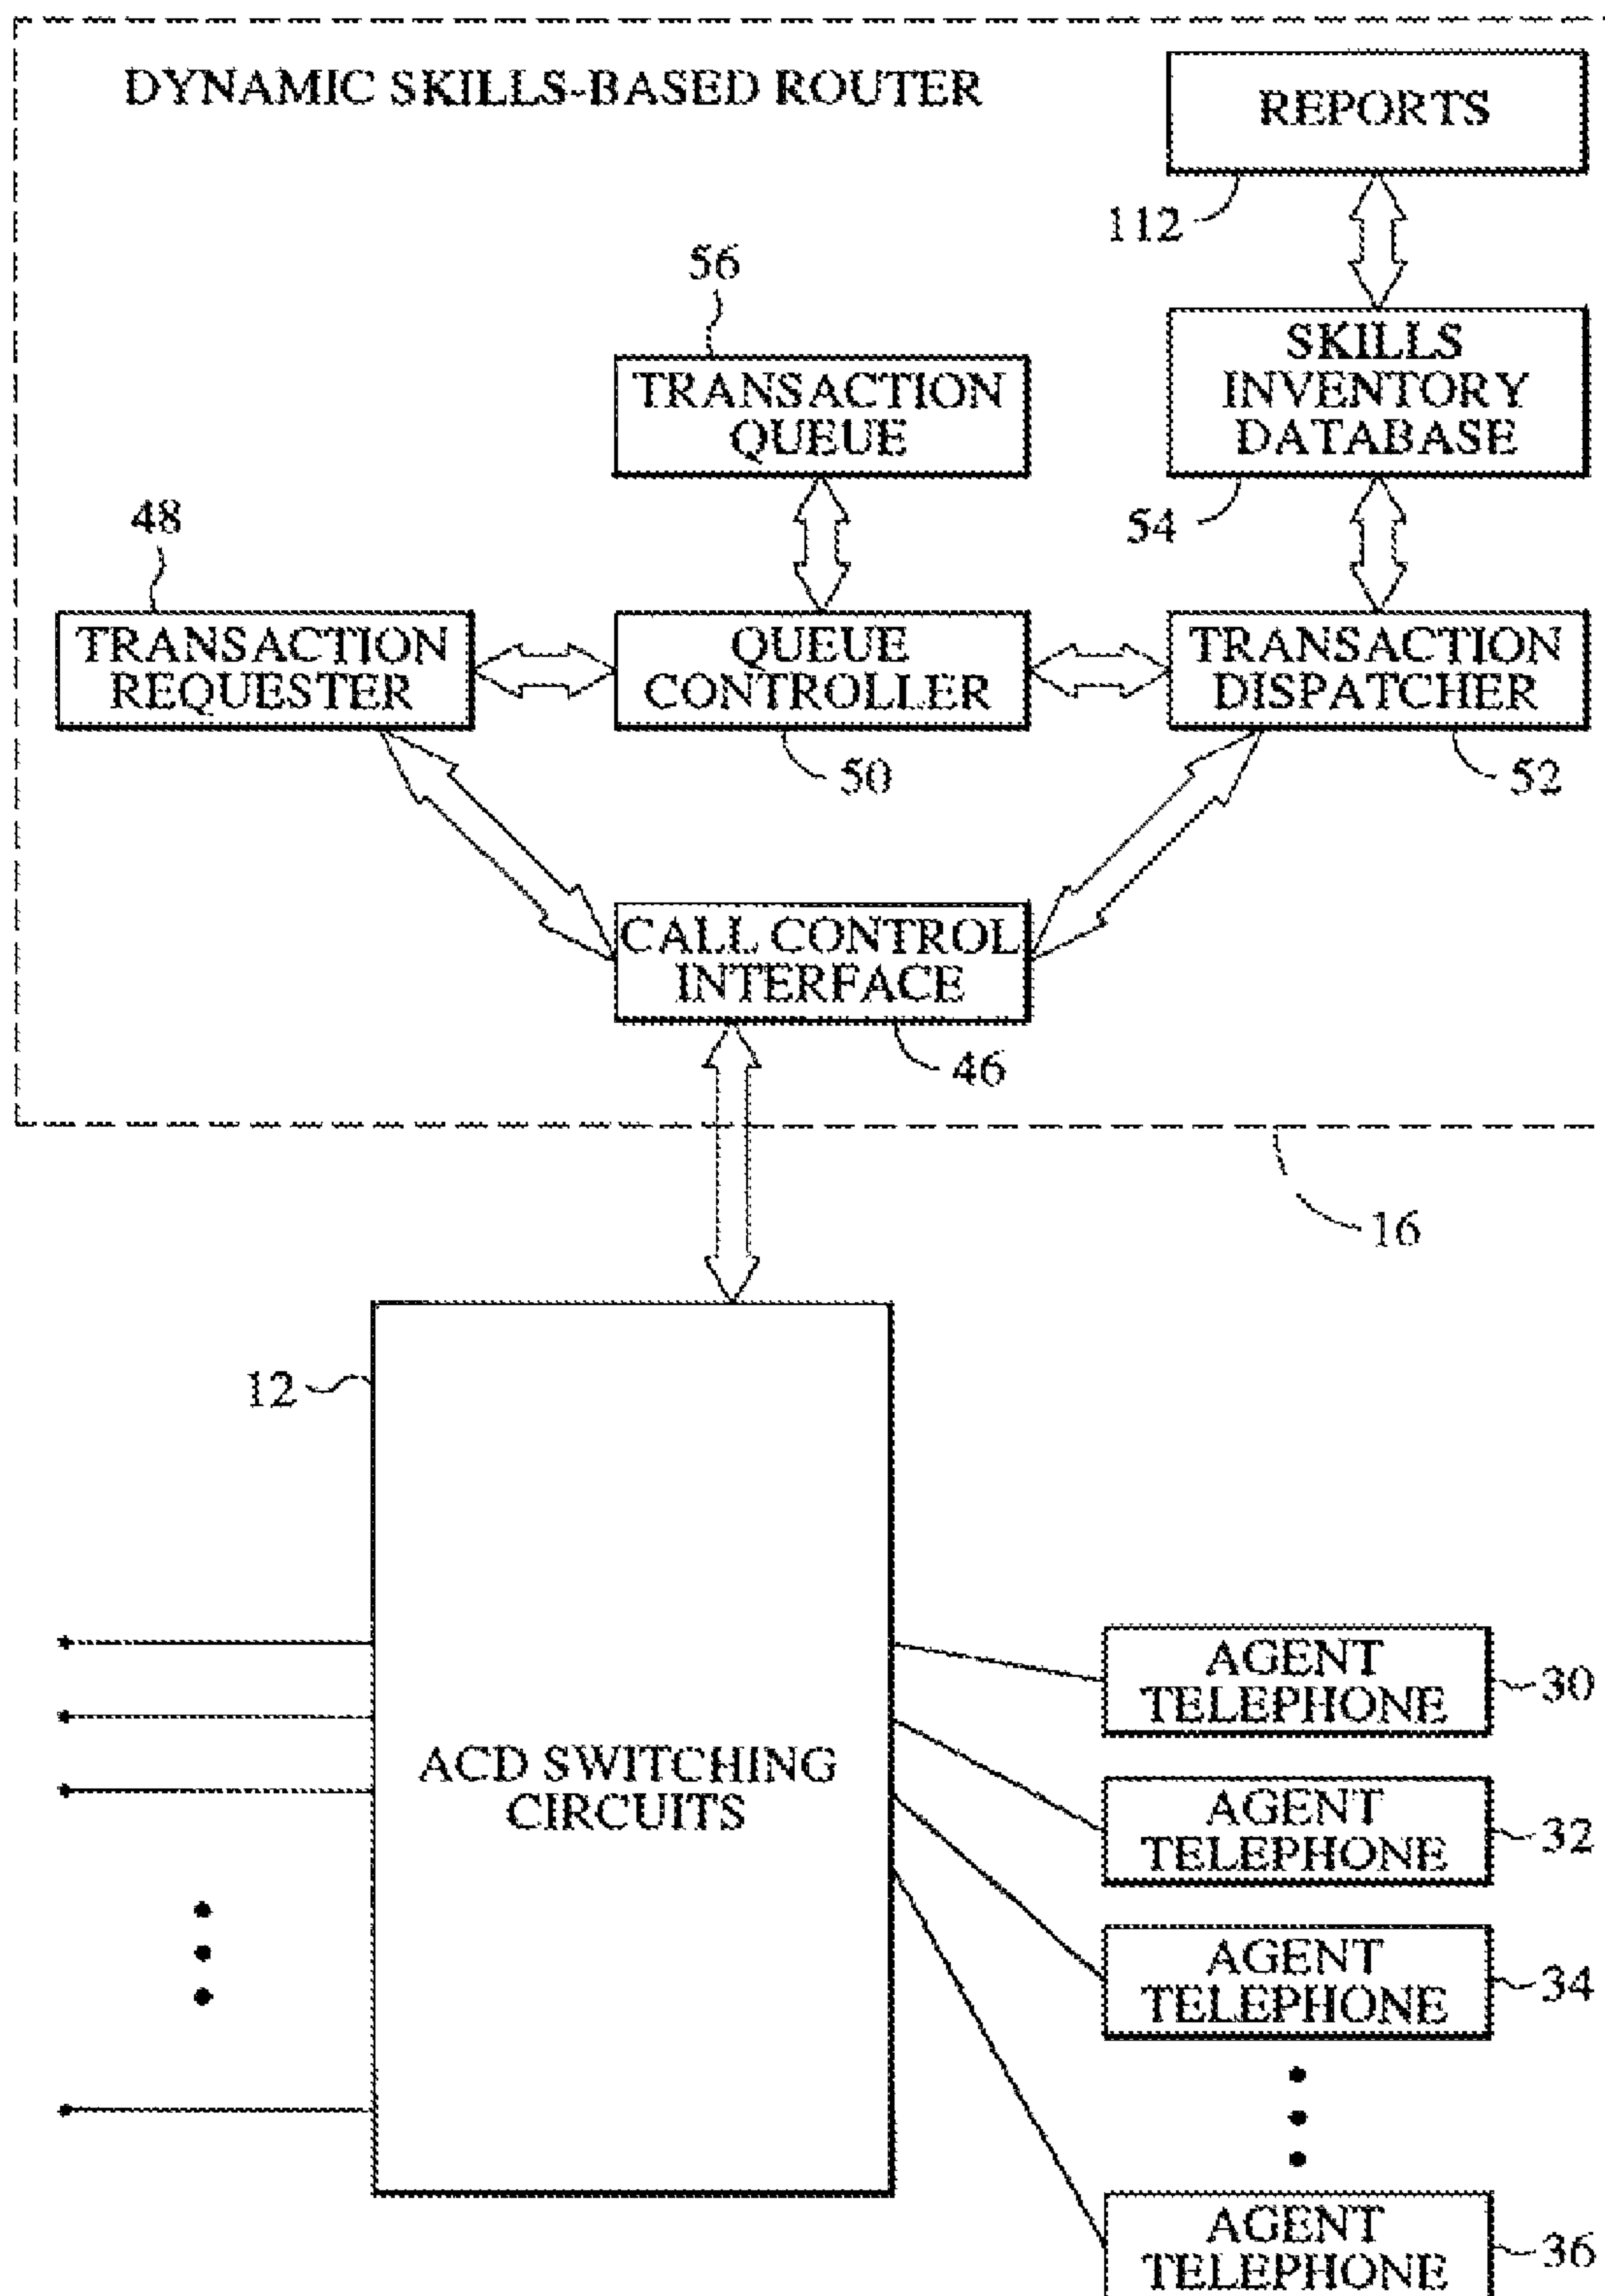 DYNAMIC SKILLS-BASED ROUTER
REPORTS
112
56
TRANSACTION
QUEUE
SKILLS
INVENTORY
DATABASE
54
48
TRANSACTION
REQUESTER
QUEUE
CONTROLLER
TRANSACTION
DISPATCHER
50
52
CALL CONTROL
INTERFACE
46
16
12
ACD SWITCHING
CIRCUITS
AGENT
TELEPHONE
30
AGENT
TELEPHONE
32
AGENT
TELEPHONE
34
AGENT
TELEPHONE
36